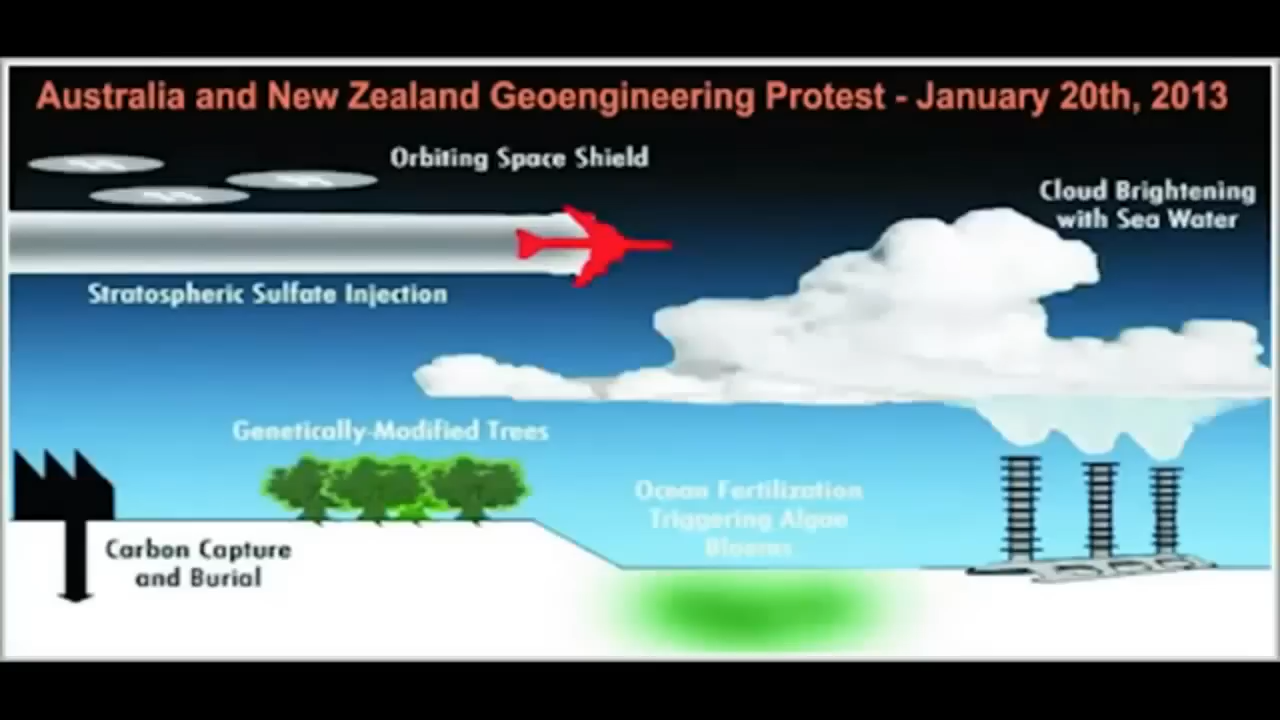 Australia and New Zealand Geoengineering Protest - January 20th, 2013
Orbiting Space Shield
Cloud Brightening
with Sea Water
Stratospheric Sulfate Injection
Genetically-Modified Trees
Ocean Fertilization
Triggering Algae
Blooms
Carbon Capture
and Burial